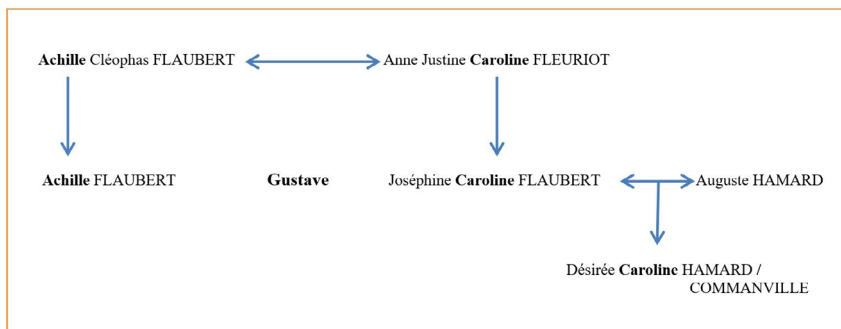 Achille Cléophas FLAUBERT
Anne Justine Caroline FLEURIOT
Achille FLAUBERT
Gustave
Joséphine Caroline FLAUBERT
Auguste HAMARD
Désirée Caroline HAMARD /
COMMANVILLE